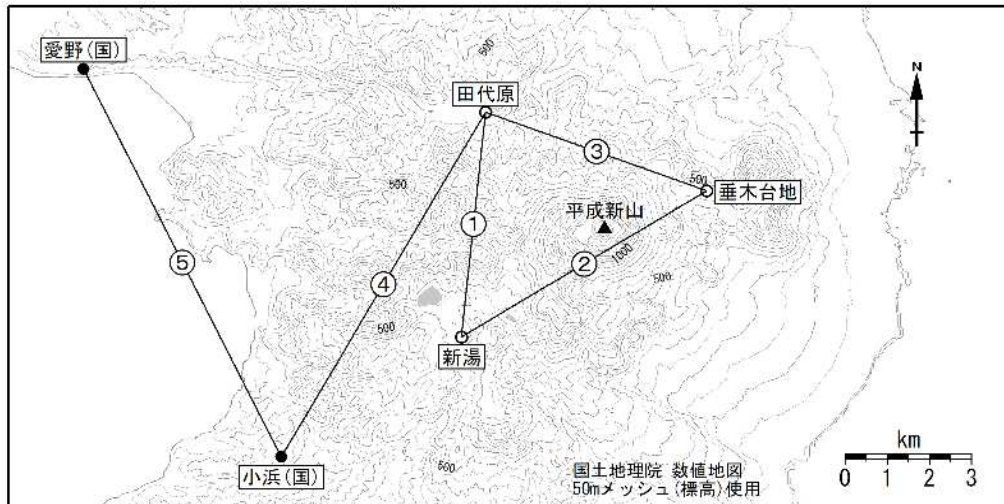 愛野(国)
500
田代原
N
③
500
500
垂木台地
平成新山
①
②
1000
500
⑤
④
500
新湯
km
小浜(国)
500
国土地理院 数値地図
50mメッシュ(標高)使用
0 1 2 3